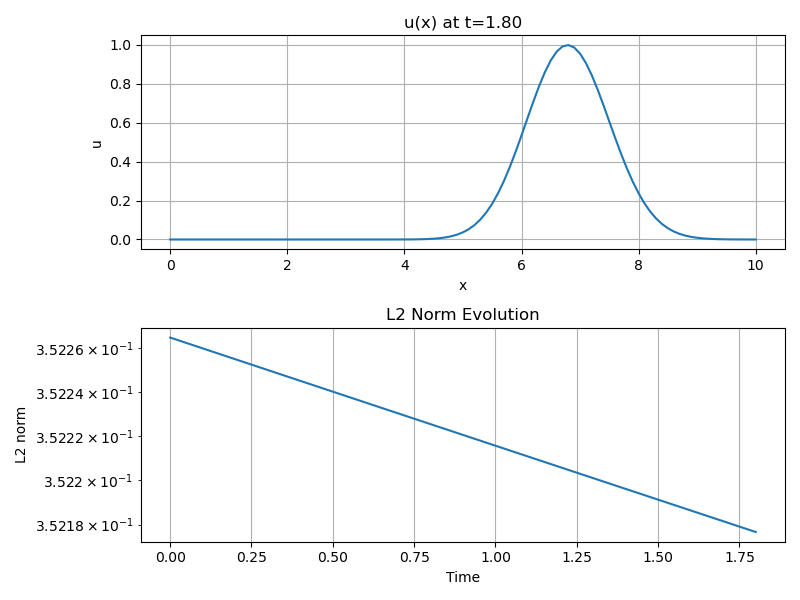 u(x) at t=1.80
1.0
0.8
0.6
0.4
0.2
0.0
u
0 2 4 6 8 10
x
L2 Norm Evolution
3.5226 × 10⁻¹
3.5224 × 10⁻¹
3.5222 × 10⁻¹
3.522 × 10⁻¹
3.5218 × 10⁻¹
L2 norm
0.00 0.25 0.50 0.75 1.00 1.25 1.50 1.75
Time